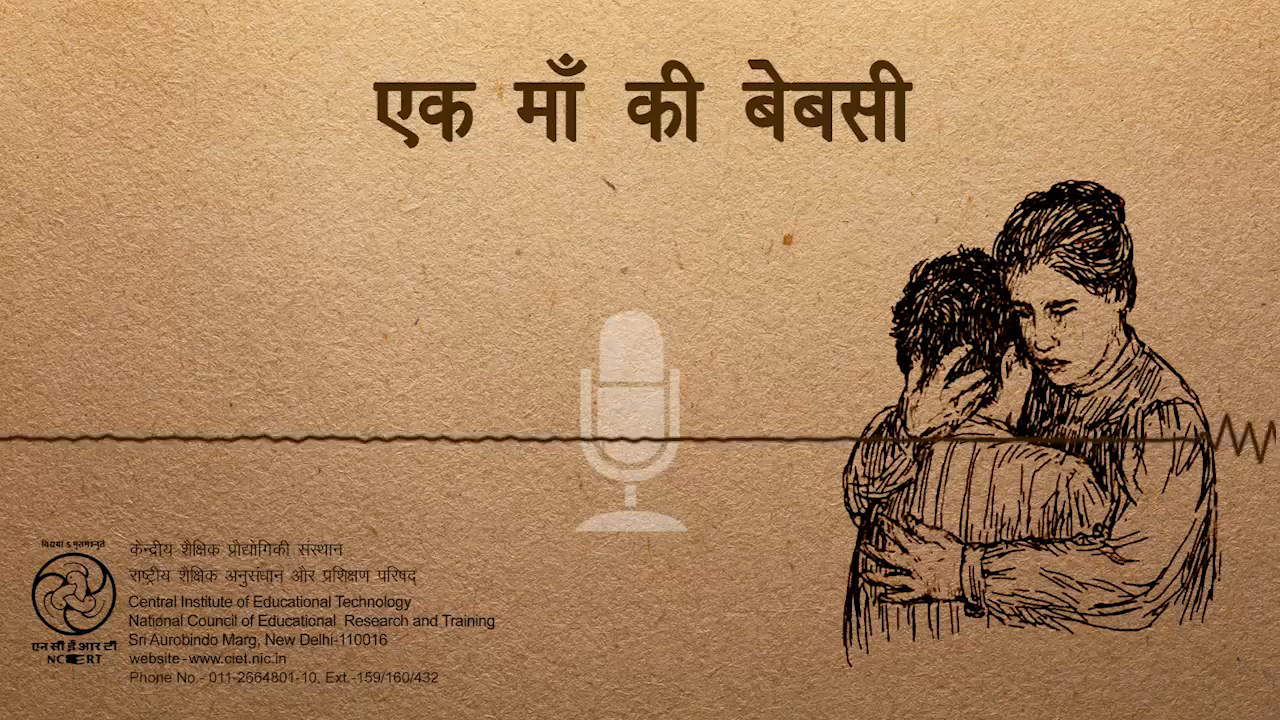 एक माँ की बेबसी
विद्यया ऽ मृतमश्नुते
एन सी ई आर टी
NCERT
केन्द्रीय शैक्षिक प्रौद्योगिकी संस्थान
राष्ट्रीय शैक्षिक अनुसंधान और प्रशिक्षण परिषद
Central Institute of Educational Technology
National Council of Educational Research and Training
Sri Aurobindo Marg, New Delhi-110016
website - www.ciet.nic.in
Phone No.- 011-2664801-10, Ext.-159/160/432